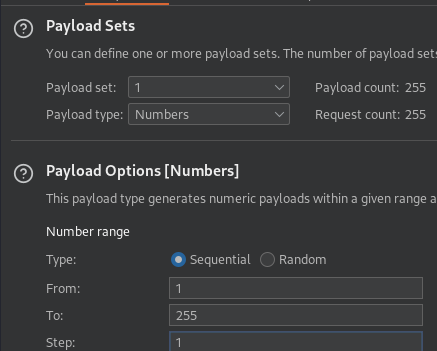 Payload Sets
You can define one or more payload sets. The number of payload sets
Payload set: 1 Payload count: 255
Payload type: Numbers Request count: 255
Payload Options [Numbers]
This payload type generates numeric payloads within a given range a
Number range
Type: Sequential Random
From: 1
To: 255
Step: 1